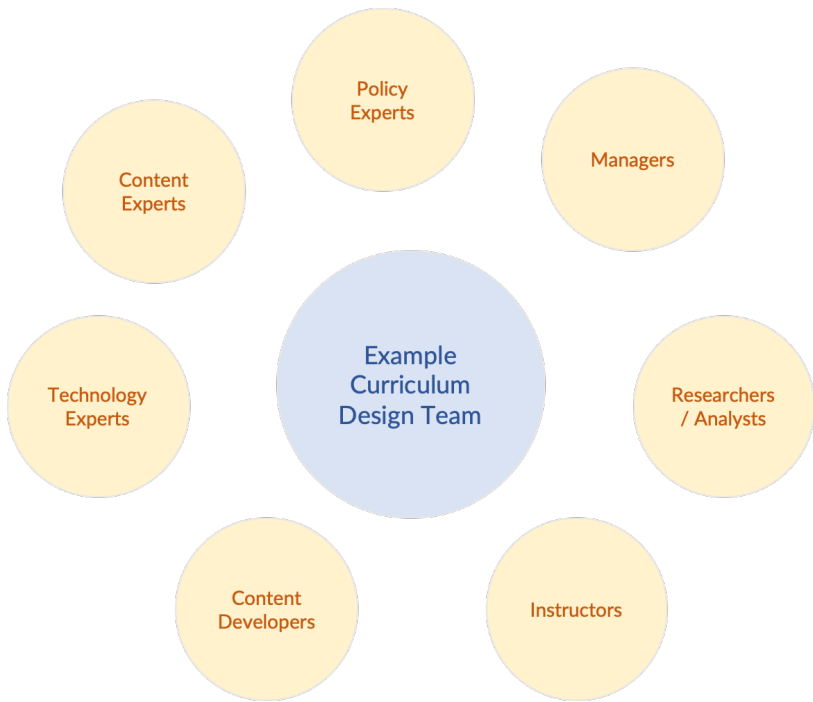 Policy
Experts
Managers
Content
Experts
Example
Curriculum
Design Team
Technology
Experts
Researchers
/ Analysts
Content
Developers
Instructors